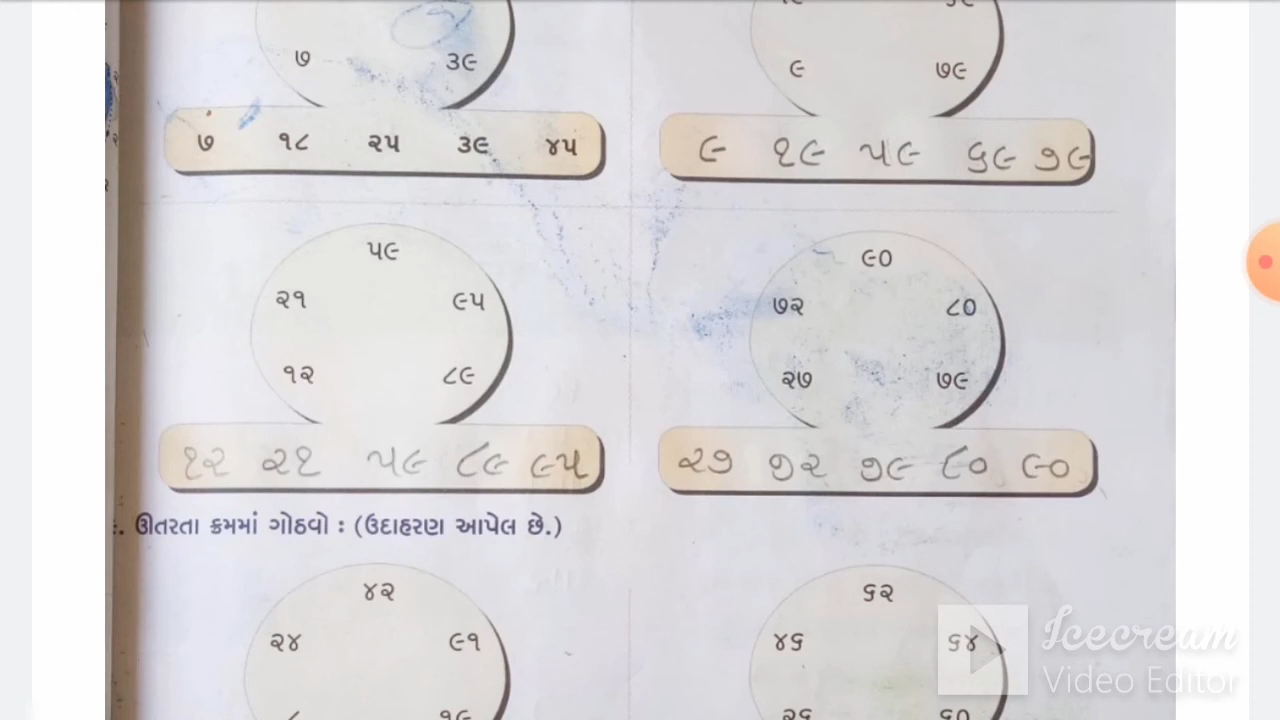 ૭ ૩૯
૯ ૭૯
૭ ૧૮ ૨૫ ૩૯ ૪૫
૯ ૧૯ ૫૯ ૬૯ ૭૯
૫૯
૨૧ ૯૫
૧૨ ૮૯
૯૦
૭૨ ૮૦
૨૭ ૭૯
૧૨ ૨૧ ૫૯ ૮૯ ૯૫
૨૭ ૭૨ ૭૯ ૮૦ ૯૦
ઊતરતા ક્રમમાં ગોઠવો : (ઉદાહરણ આપેલ છે.)
૪૨
૨૪ ૯૧
૬૨
૪૬ ૬૪
Icecream
Video Editor